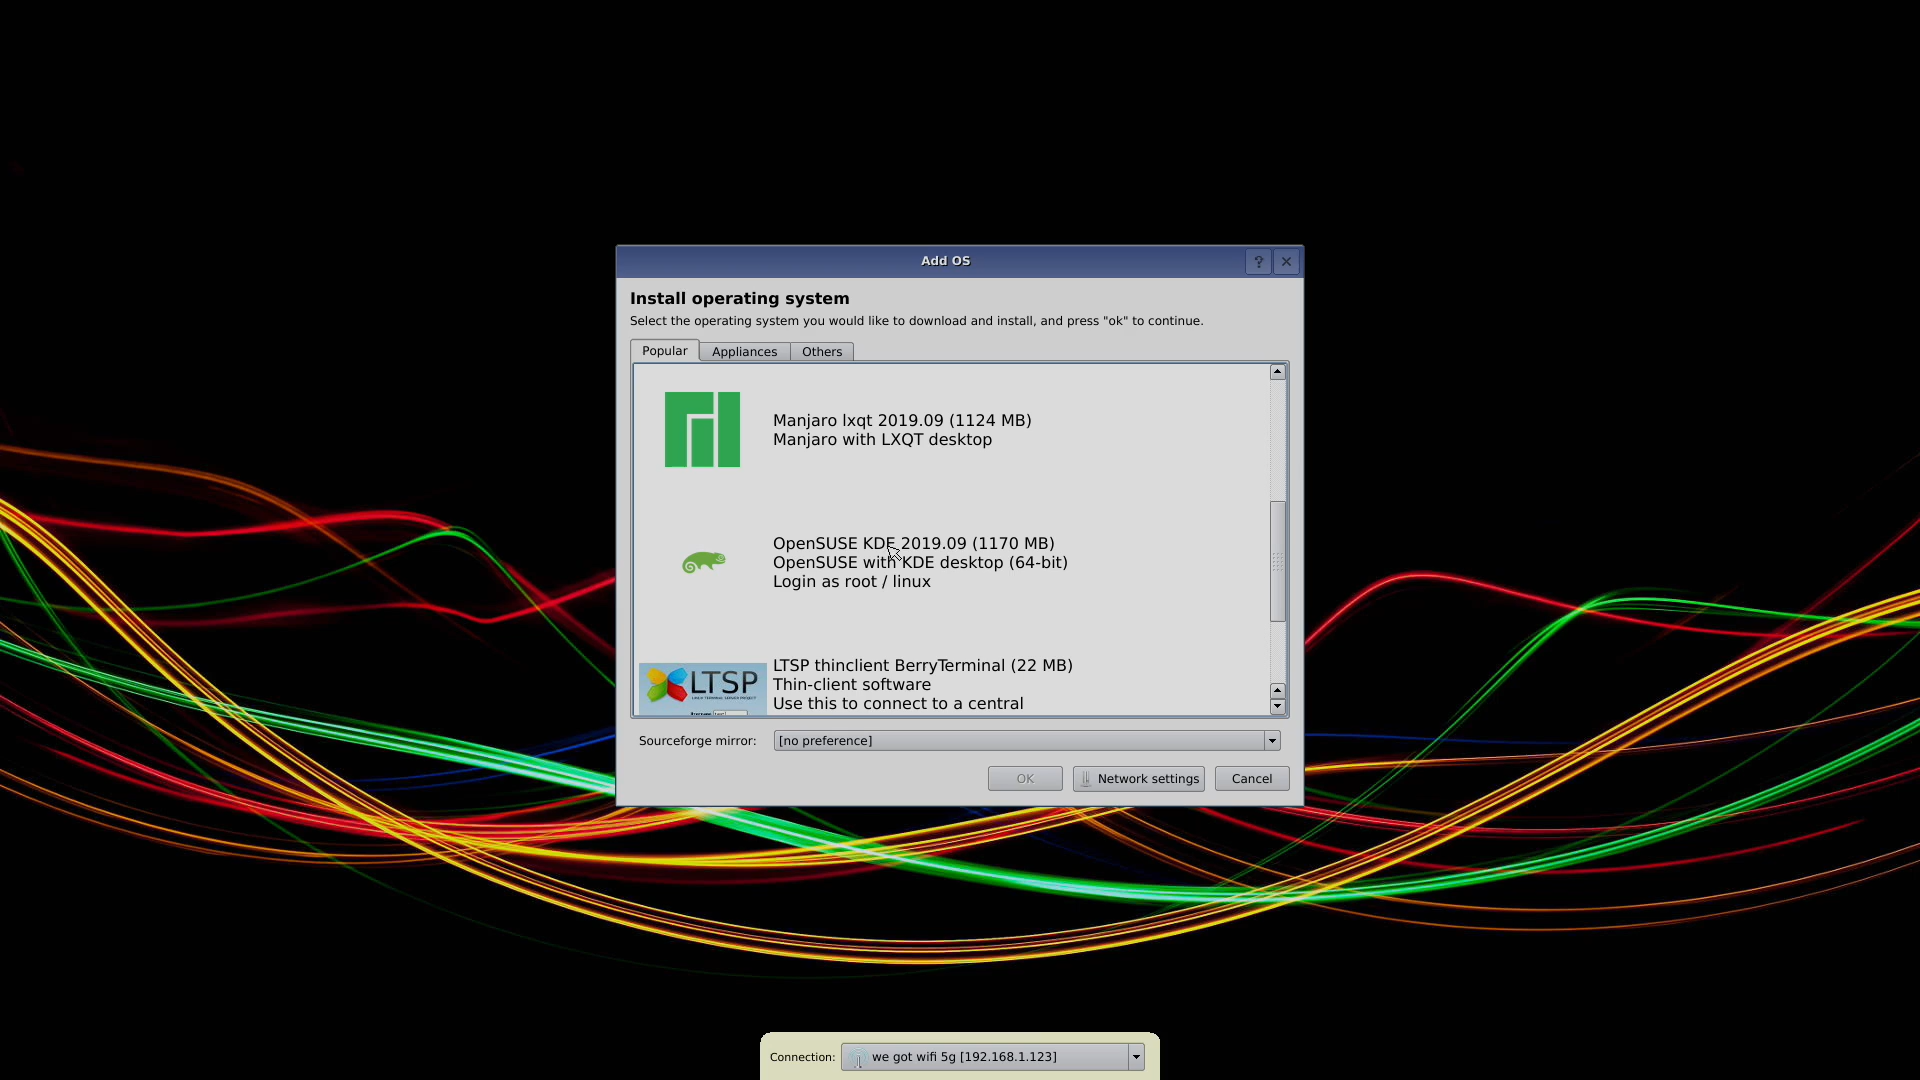 Add OS
Install operating system
Select the operating system you would like to download and install, and press "ok" to continue.
Popular
Appliances
Others
Manjaro lxqt 2019.09 (1124 MB)
Manjaro with LXQT desktop
OpenSUSE KDE 2019.09 (1170 MB)
OpenSUSE with KDE desktop (64-bit)
Login as root / linux
LTSP
LTSP thinclient BerryTerminal (22 MB)
Thin-client software
Use this to connect to a central
Sourceforge mirror:
[no preference]
OK
Network settings
Cancel
Connection:
we got wifi 5g [192.168.1.123]